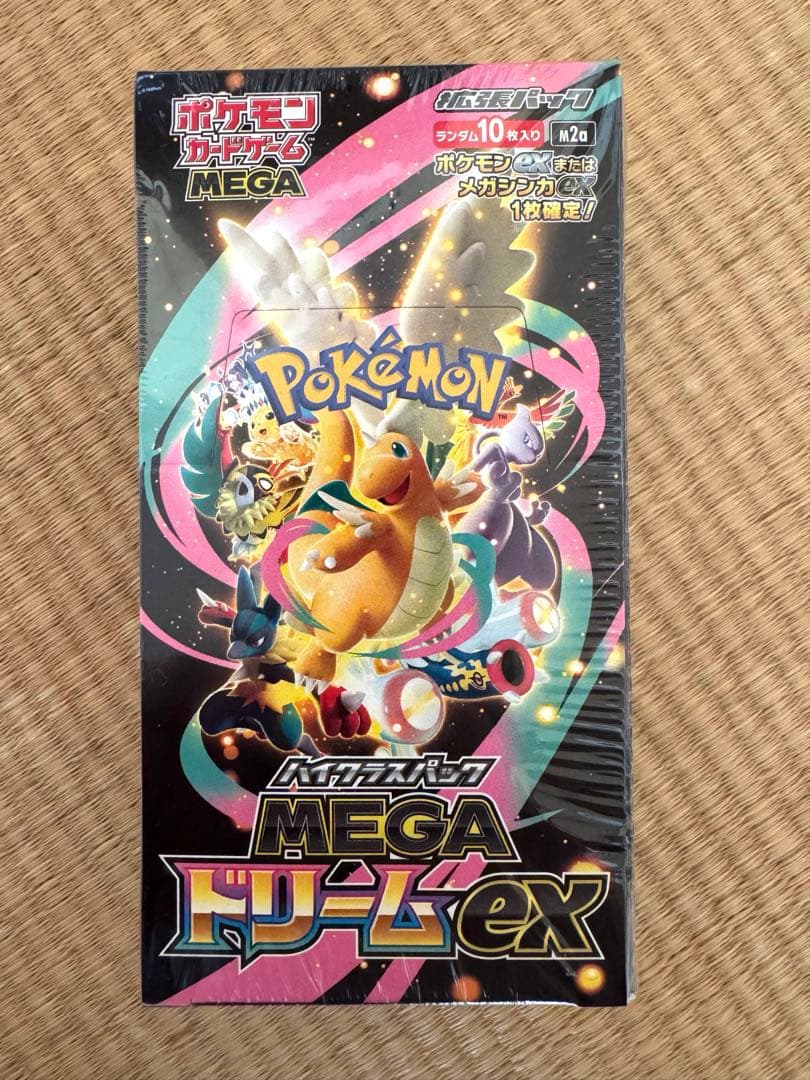 ポケモン
カードゲーム
MEGA
拡張パック
ランダム10枚入り M2a
ポケモンexまたは
メガシンカex
1枚確定!
POKéMON
ハイクラスパック
MEGA
ドリームex